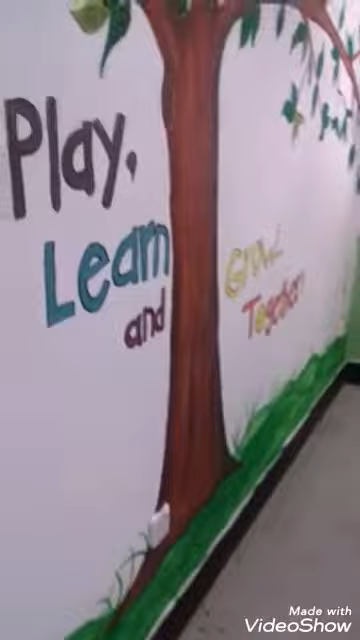 Play,
Learn
and
Grow
Together
Made with
VideoShow